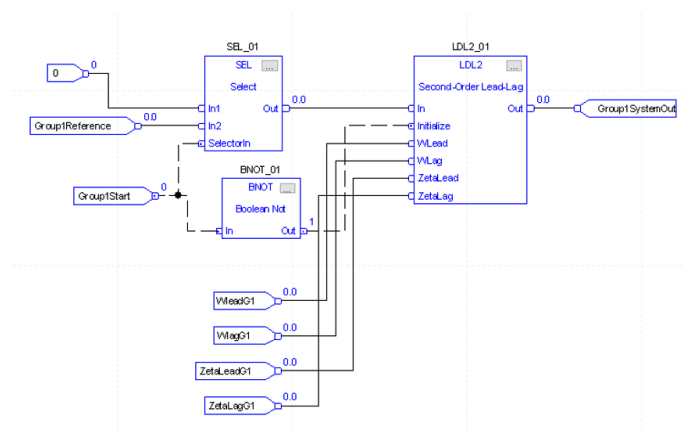 SEL_01
SEL ...
Select
In1
Out
In2
SelectorIn
0
0
Group1Reference
0.0
Group1Start
0
BNOT_01
BNOT ...
Boolean Not
In
Out
1
0.0
LDL2_01
LDL2 ...
Second-Order Lead-Lag
In
Out
Initialize
WLead
WLag
ZetaLead
ZetaLag
0.0
Group1SystemOut
WleadG1
0.0
WlagG1
0.0
ZetaLeadG1
0.0
ZetaLagG1
0.0